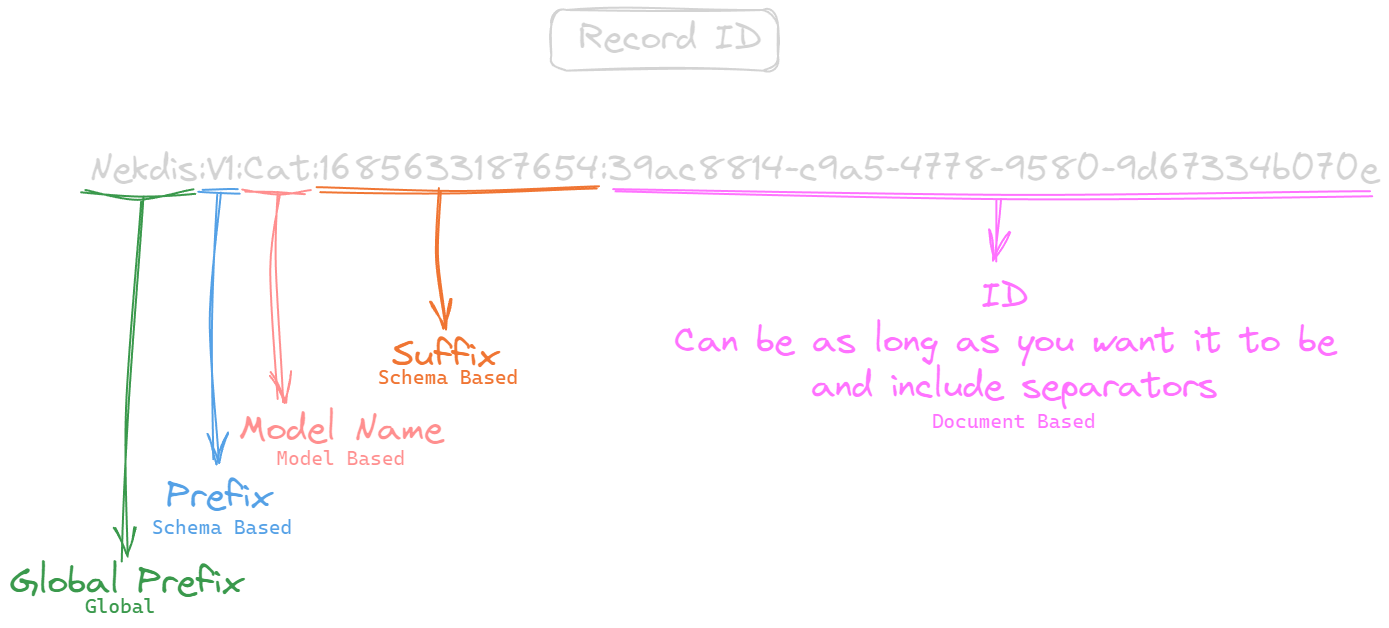 Record ID
Nekdis:V1:Cat:1685633187654:39ac8814-c9a5-4778-9580-9d67334b070e
ID
Can be as long as you want it to be
and include separators
Document Based
Suffix
Schema Based
Model Name
Model Based
Prefix
Schema Based
Global Prefix
Global